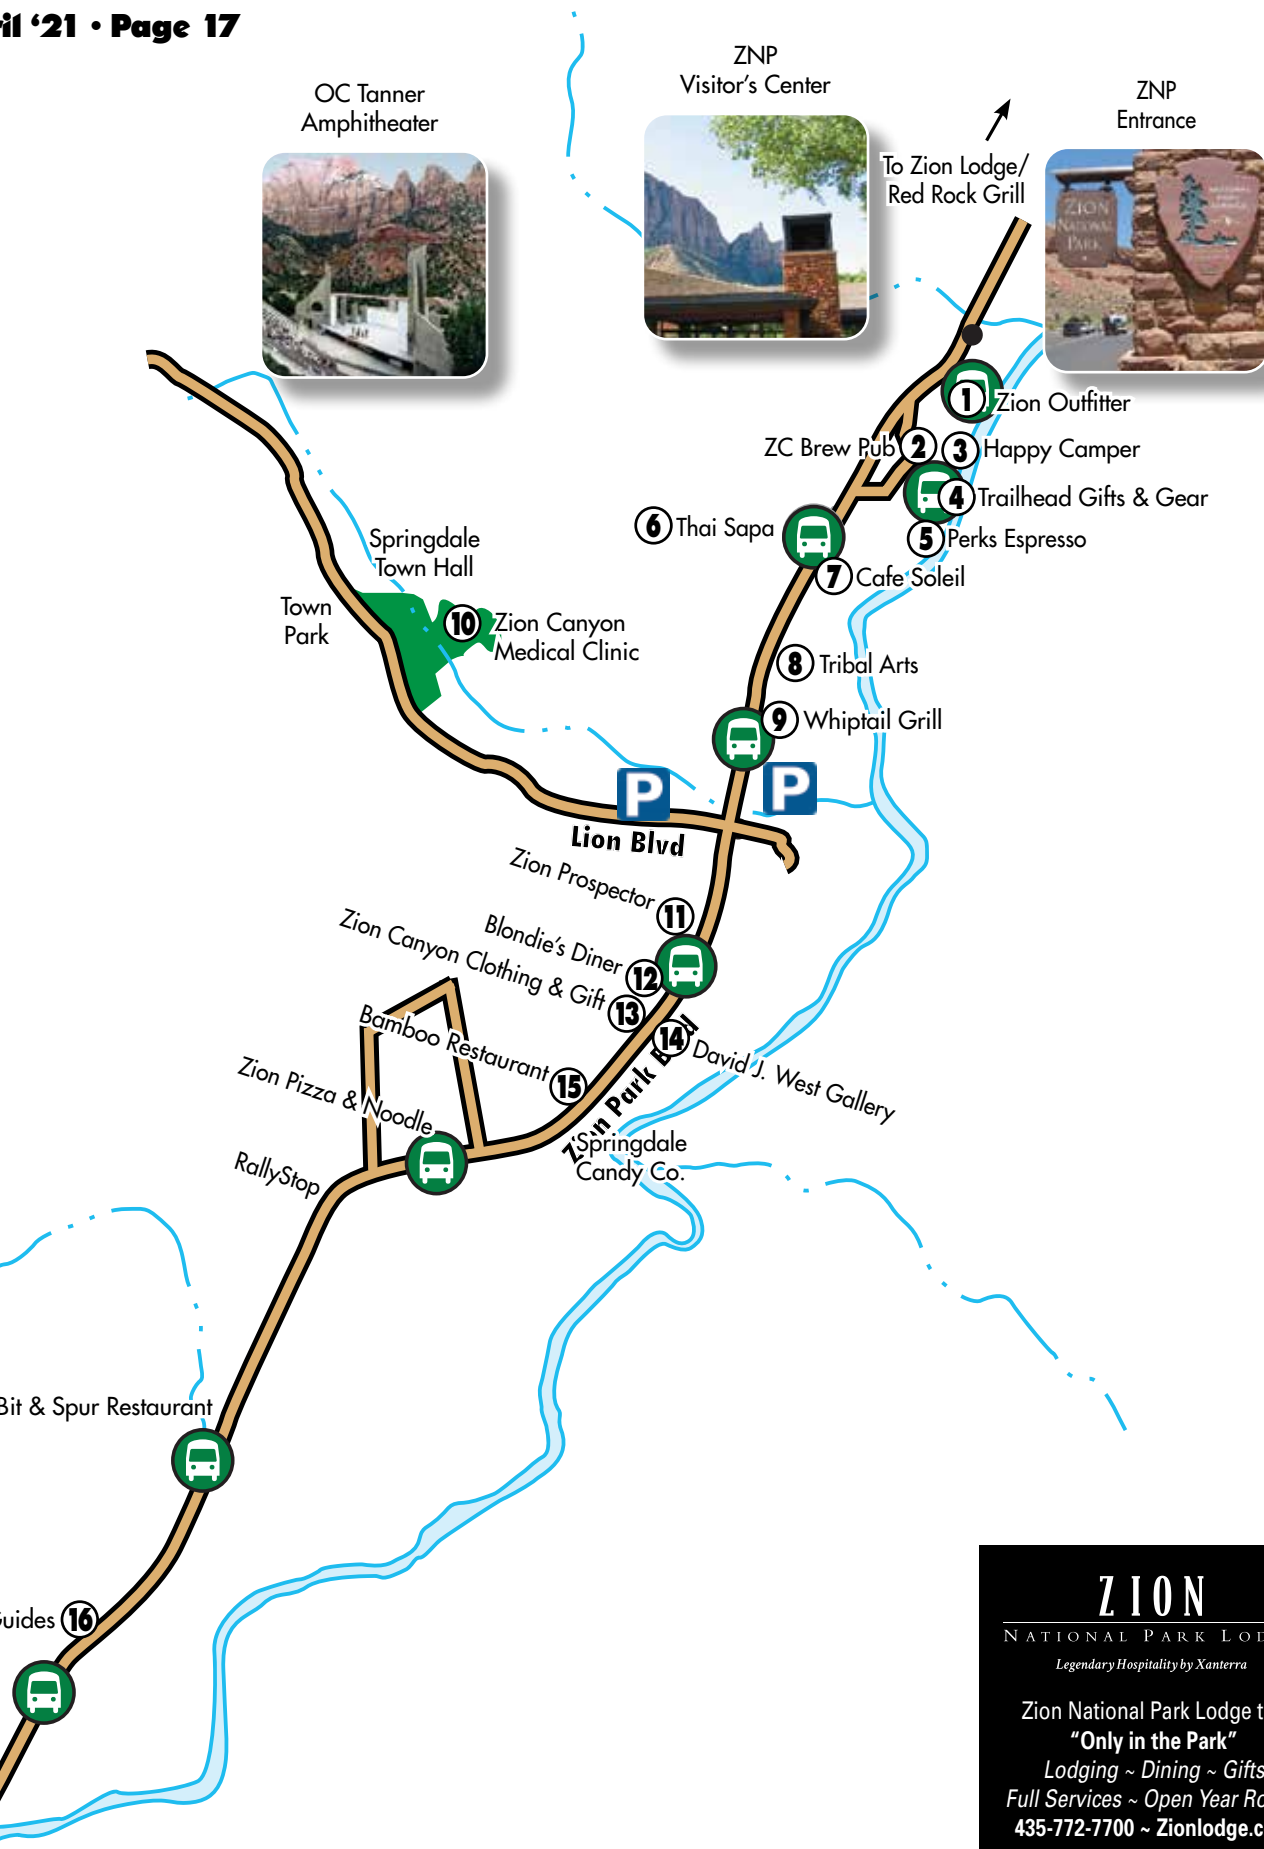 ril ‘21 • Page 17
OC Tanner
Amphitheater
ZNP
Visitor’s Center
ZNP
Entrance
To Zion Lodge/
Red Rock Grill
ZION
NATIONAL
PARK
1 Zion Outfitter
ZC Brew Pub 2
3 Happy Camper
4 Trailhead Gifts & Gear
5 Perks Espresso
6 Thai Sapa
7 Cafe Soleil
Springdale
Town Hall
Town
Park
10 Zion Canyon
Medical Clinic
8 Tribal Arts
9 Whiptail Grill
P
P
Lion Blvd
Zion Prospector 11
Blondie’s Diner 12
Zion Canyon Clothing & Gift 13
14 David J. West Gallery
Bamboo Restaurant 15
Zion Park Blvd
Zion Pizza & Noodle
Springdale
Candy Co.
RallyStop
Bit & Spur Restaurant
Guides 16
ZION
NATIONAL PARK LOD
Legendary Hospitality by Xanterra
Zion National Park Lodge t
“Only in the Park”
Lodging ~ Dining ~ Gifts
Full Services ~ Open Year Ro
435-772-7700 ~ Zionlodge.c